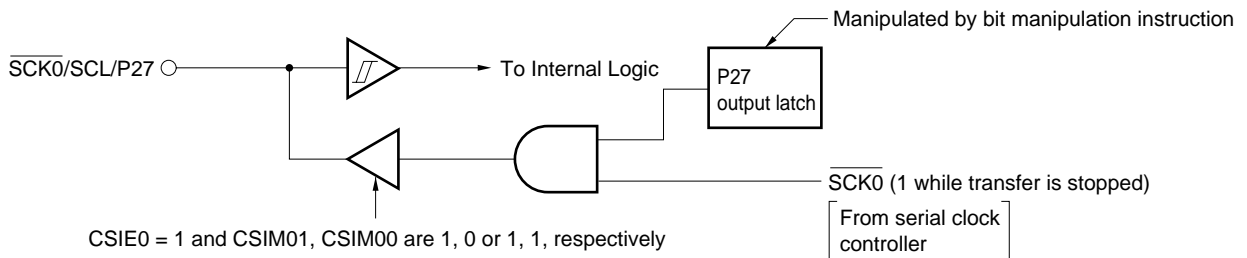 Manipulated by bit manipulation instruction
SCK0/SCL/P27
To Internal Logic
P27
output latch
SCK0 (1 while transfer is stopped)
From serial clock
controller
CSIE0 = 1 and CSIM01, CSIM00 are 1, 0 or 1, 1, respectively